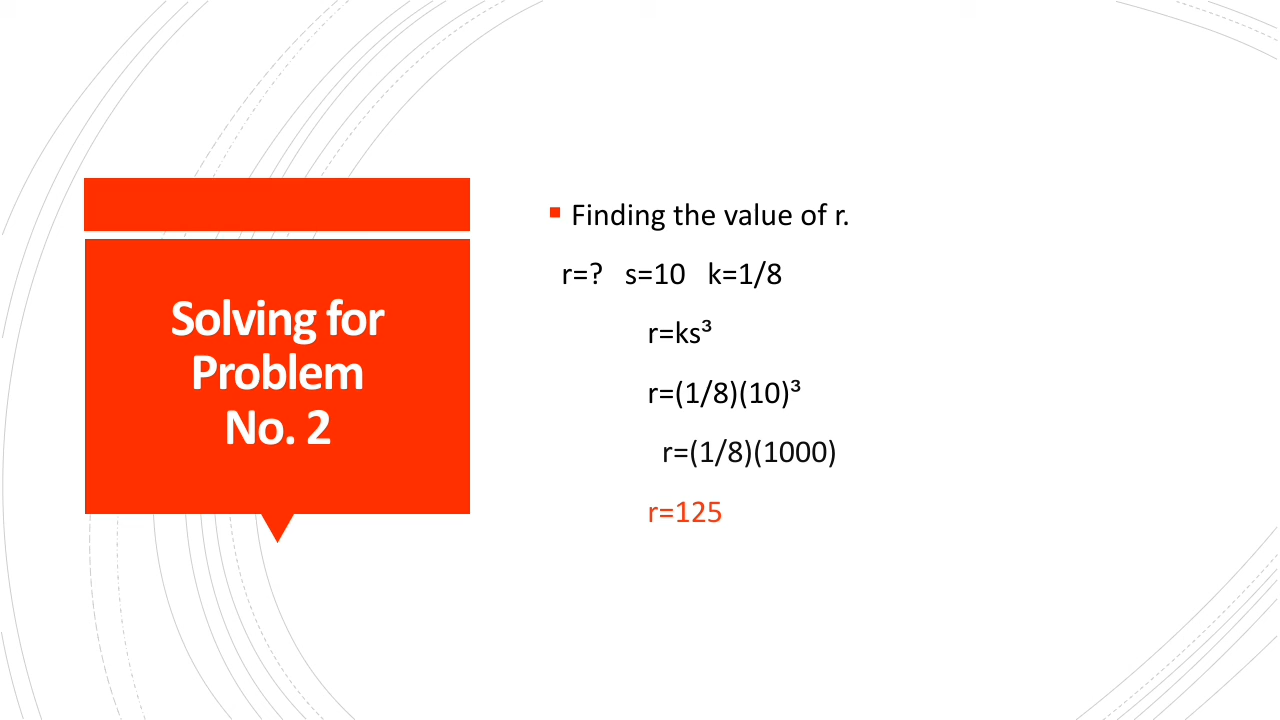 Solving for
Problem
No. 2
▪ Finding the value of r.
r=? s=10 k=1/8
r=ks³
r=(1/8)(10)³
r=(1/8)(1000)
r=125